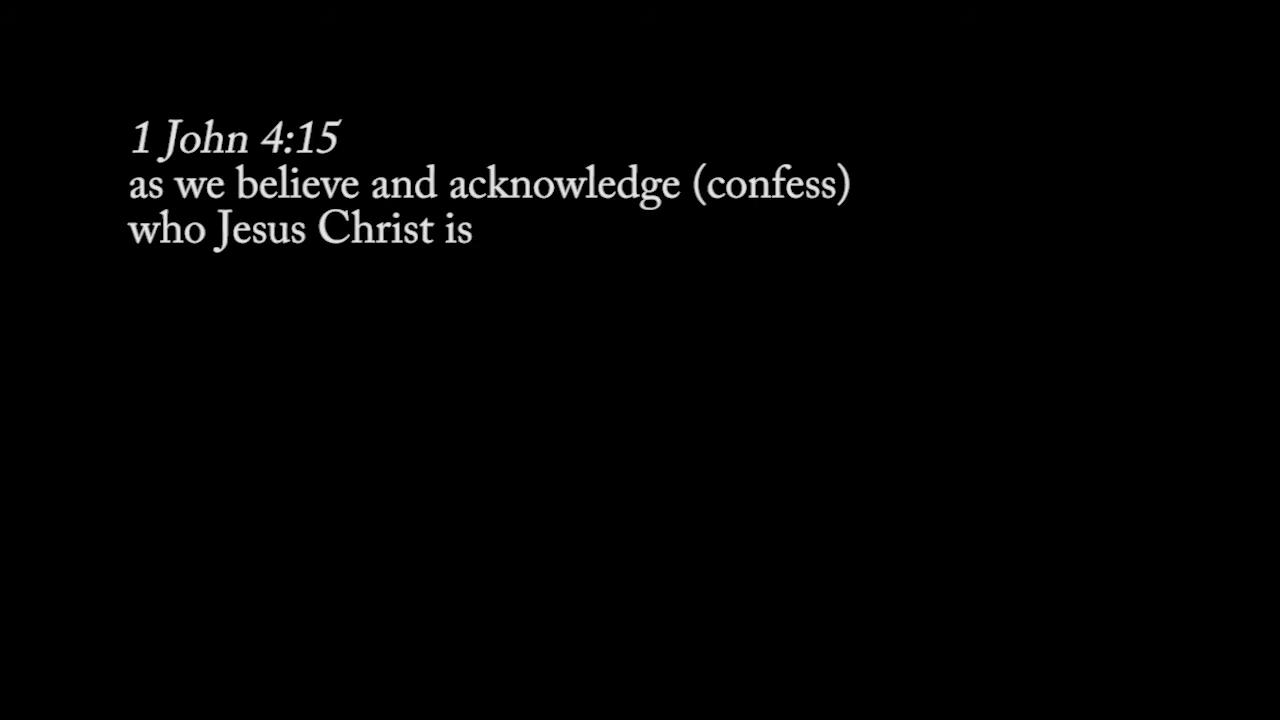 1 John 4:15
as we believe and acknowledge (confess)
who Jesus Christ is